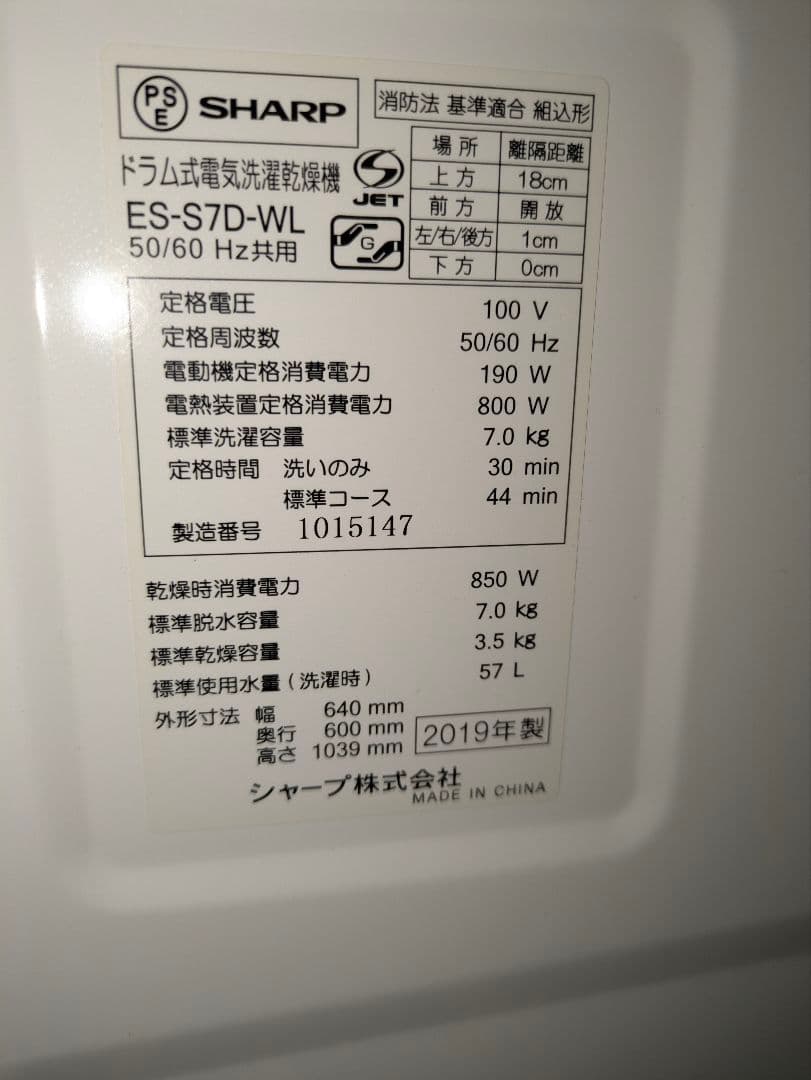 PSE SHARP
消防法 基準適合 組込形
場所 離隔距離
上方 18cm
前方 開放
左/右/後方 1cm
下方 0cm
ドラム式電気洗濯乾燥機
S JET
ES-S7D-WL
G
50/60 Hz共用
定格電圧 100 V
定格周波数 50/60 Hz
電動機定格消費電力 190 W
電熱装置定格消費電力 800 W
標準洗濯容量 7.0 kg
定格時間 洗いのみ 30 min
標準コース 44 min
製造番号 1015147
乾燥時消費電力 850 W
標準脱水容量 7.0 kg
標準乾燥容量 3.5 kg
標準使用水量(洗濯時) 57 L
外形寸法 幅 640 mm
奥行 600 mm
高さ 1039 mm
2019年製
シャープ株式会社
MADE IN CHINA